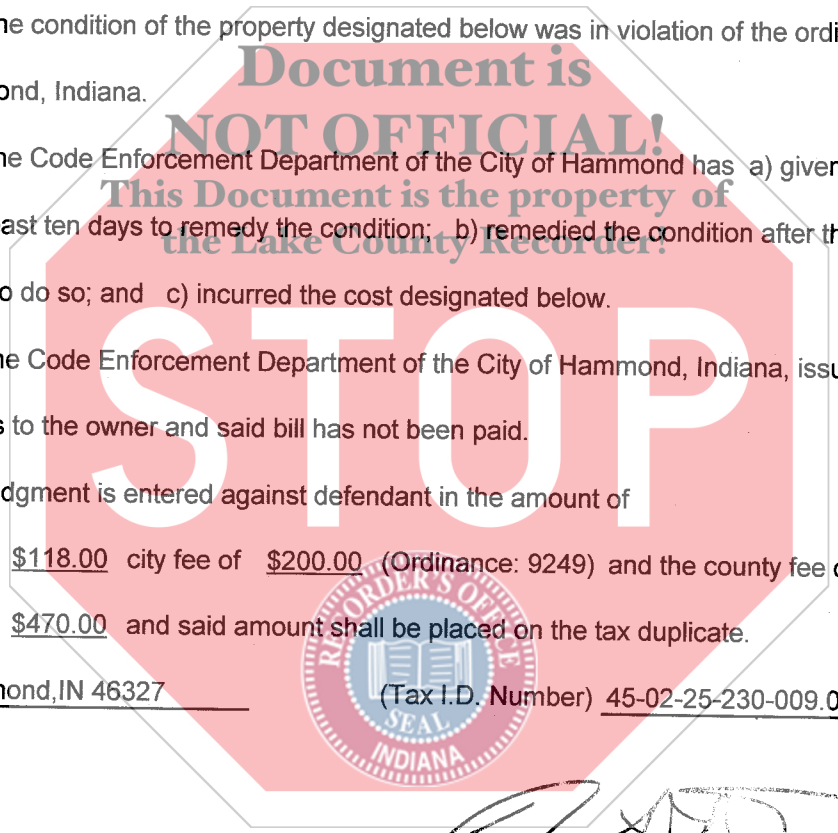 he condition of the property designated below was in violation of the ordi
Document is
ond, Indiana.
NOT OFFICIAL!
ne Code Enforcement Department of the City of Hammond has a) given
This Document is the property of
ast ten days to remedy the condition; b) remedied the condition after th
the Lake County Recorder!
o do so; and c) incurred the cost designated below.
STOP
ne Code Enforcement Department of the City of Hammond, Indiana, issu
s to the owner and said bill has not been paid.
dgment is entered against defendant in the amount of
$118.00 city fee of $200.00 (Ordinance: 9249) and the county fee o
$470.00 and said amount shall be placed on the tax duplicate.
RECORDER'S OFFICE
mond,IN 46327 (Tax I.D. Number) 45-02-25-230-009.0
SEAL
INDIANA